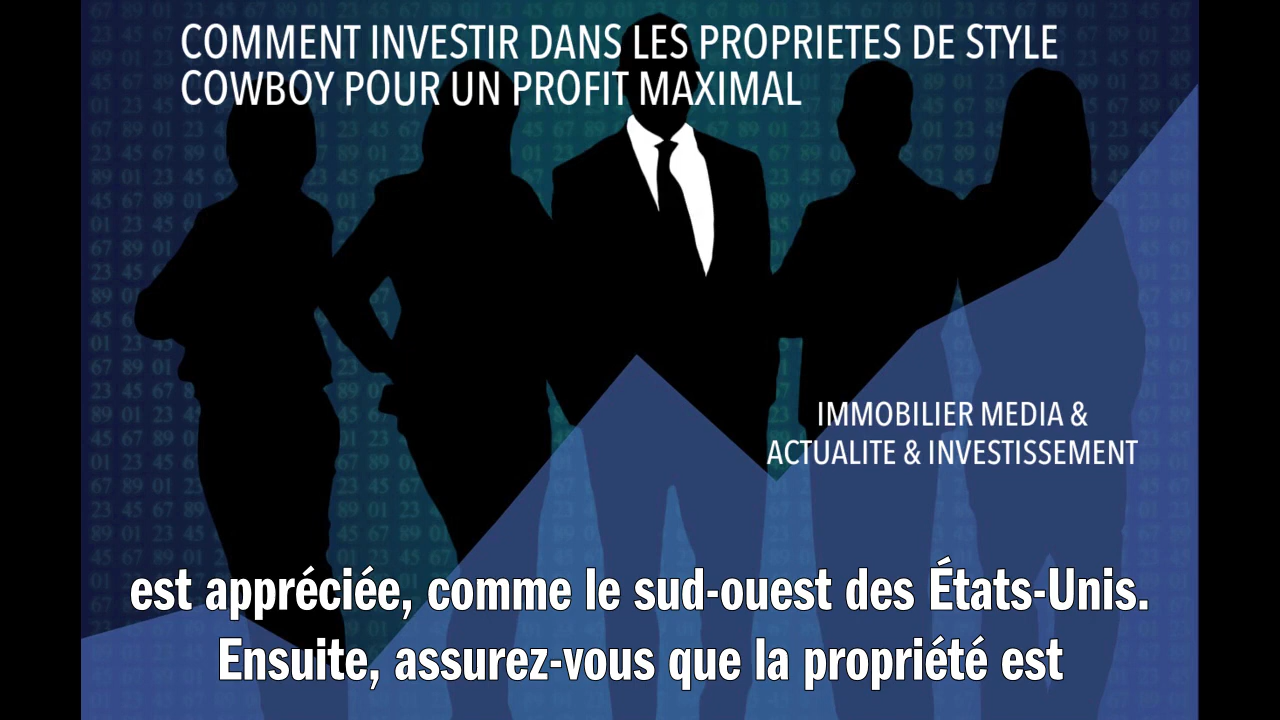 COMMENT INVESTIR DANS LES PROPRIETES DE STYLE
COWBOY POUR UN PROFIT MAXIMAL
IMMOBILIER MEDIA &
ACTUALITE & INVESTISSEMENT
est appréciée, comme le sud-ouest des États-Unis.
Ensuite, assurez-vous que la propriété est